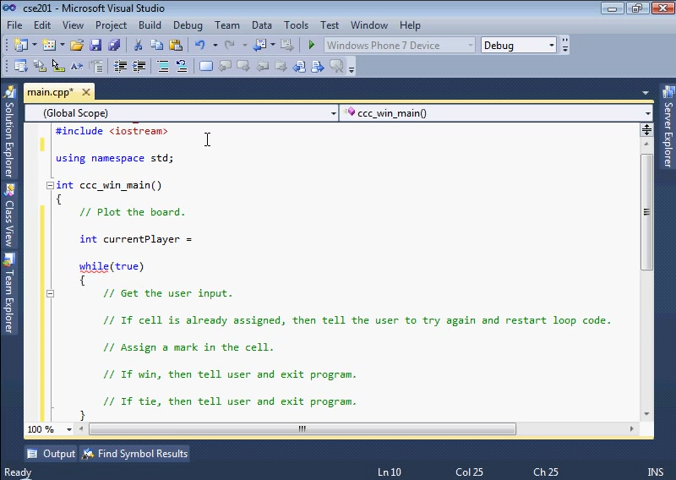 cse201 - Microsoft Visual Studio
File Edit View Project Build Debug Team Data Tools Test Window Help
Windows Phone 7 Device Debug
main.cpp*
(Global Scope) ccc_win_main()
Solution Explorer
Class View
Team Explorer
Server Explorer
#include <iostream>
using namespace std;
int ccc_win_main()
{
// Plot the board.
int currentPlayer =
while(true)
{
// Get the user input.
// If cell is already assigned, then tell the user to try again and restart loop code.
// Assign a mark in the cell.
// If win, then tell user and exit program.
// If tie, then tell user and exit program.
}
100 %
Output Find Symbol Results
Ready Ln 10 Col 25 Ch 25 INS